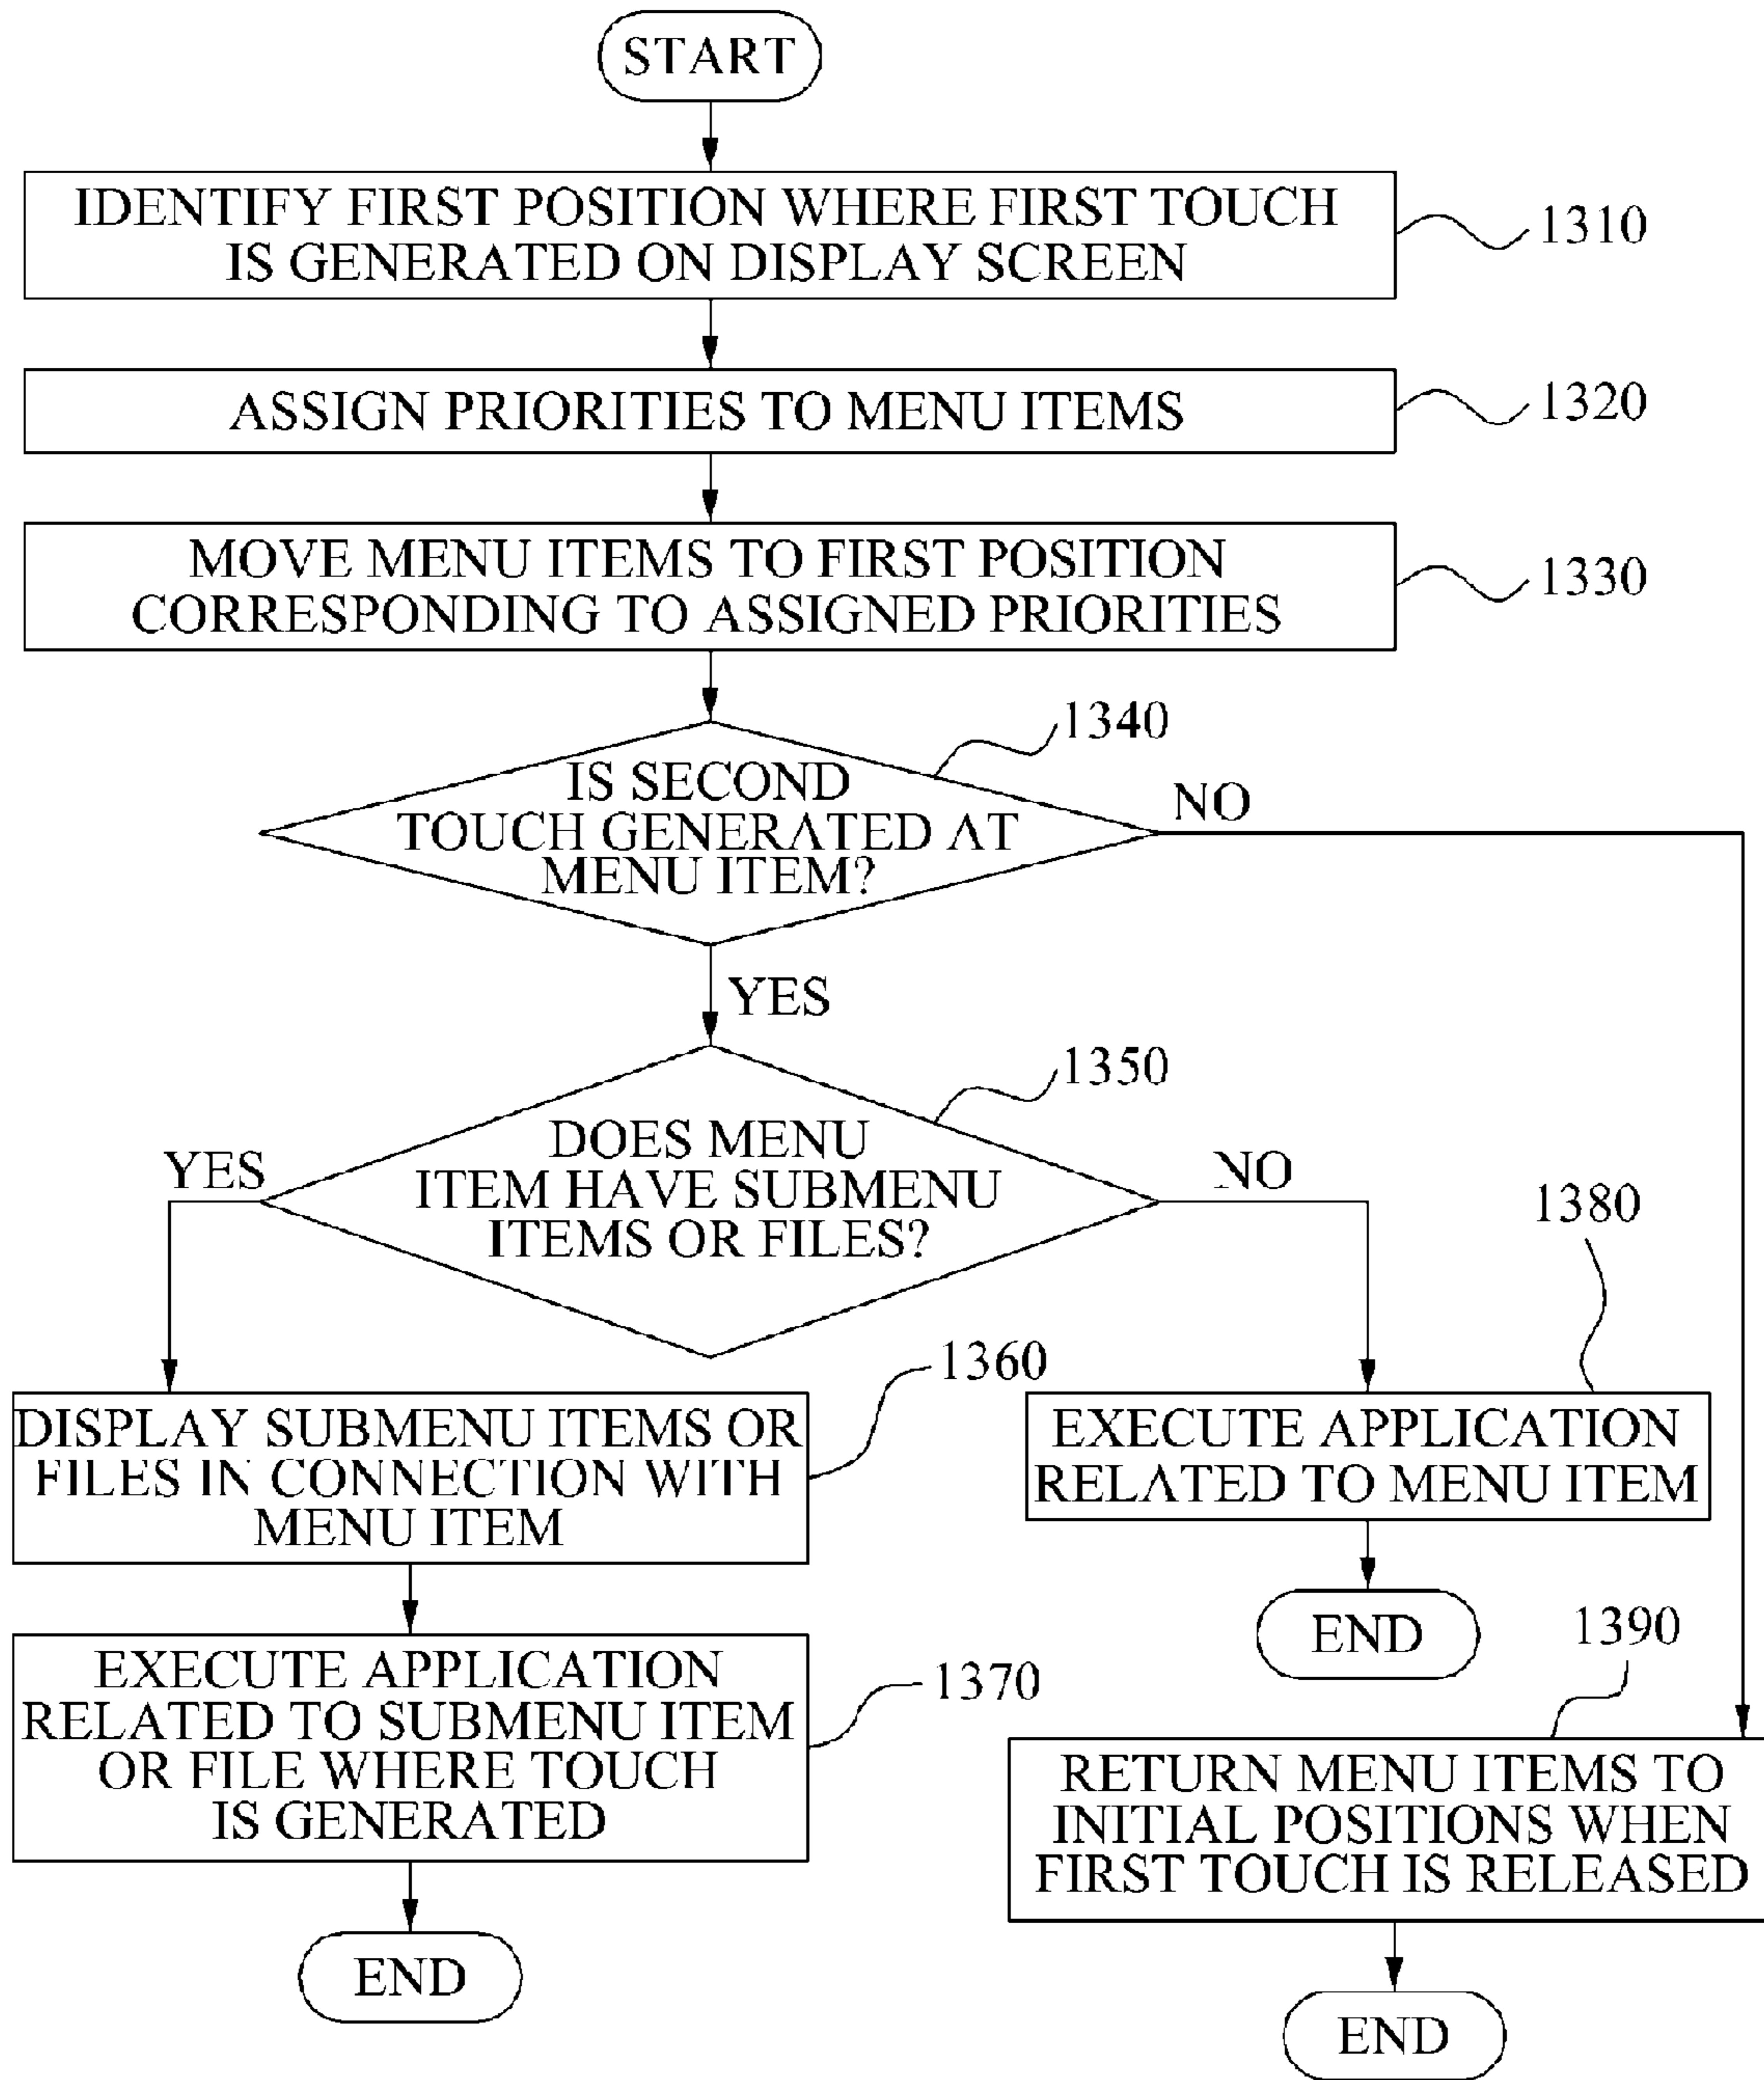 START
IDENTIFY FIRST POSITION WHERE FIRST TOUCH
IS GENERATED ON DISPLAY SCREEN
1310
ASSIGN PRIORITIES TO MENU ITEMS
1320
MOVE MENU ITEMS TO FIRST POSITION
CORRESPONDING TO ASSIGNED PRIORITIES
1330
1340
IS SECOND
TOUCH GENERATED AT
MENU ITEM?
NO
YES
1350
DOES MENU
ITEM HAVE SUBMENU
ITEMS OR FILES?
YES
NO
1380
1360
DISPLAY SUBMENU ITEMS OR
FILES IN CONNECTION WITH
MENU ITEM
EXECUTE APPLICATION
RELATED TO MENU ITEM
END
1390
EXECUTE APPLICATION
RELATED TO SUBMENU ITEM
OR FILE WHERE TOUCH
IS GENERATED
1370
RETURN MENU ITEMS TO
INITIAL POSITIONS WHEN
FIRST TOUCH IS RELEASED
END
END